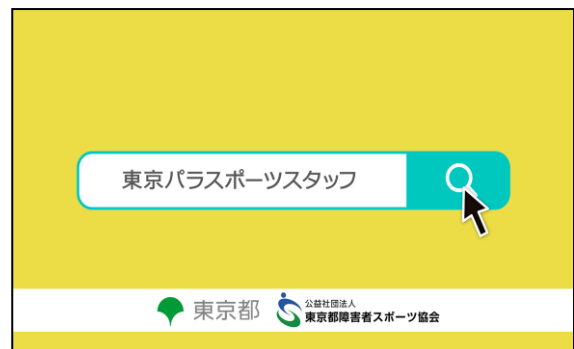 東京パラスポーツスタッフ
東京都
公益社団法人
東京都障害者スポーツ協会